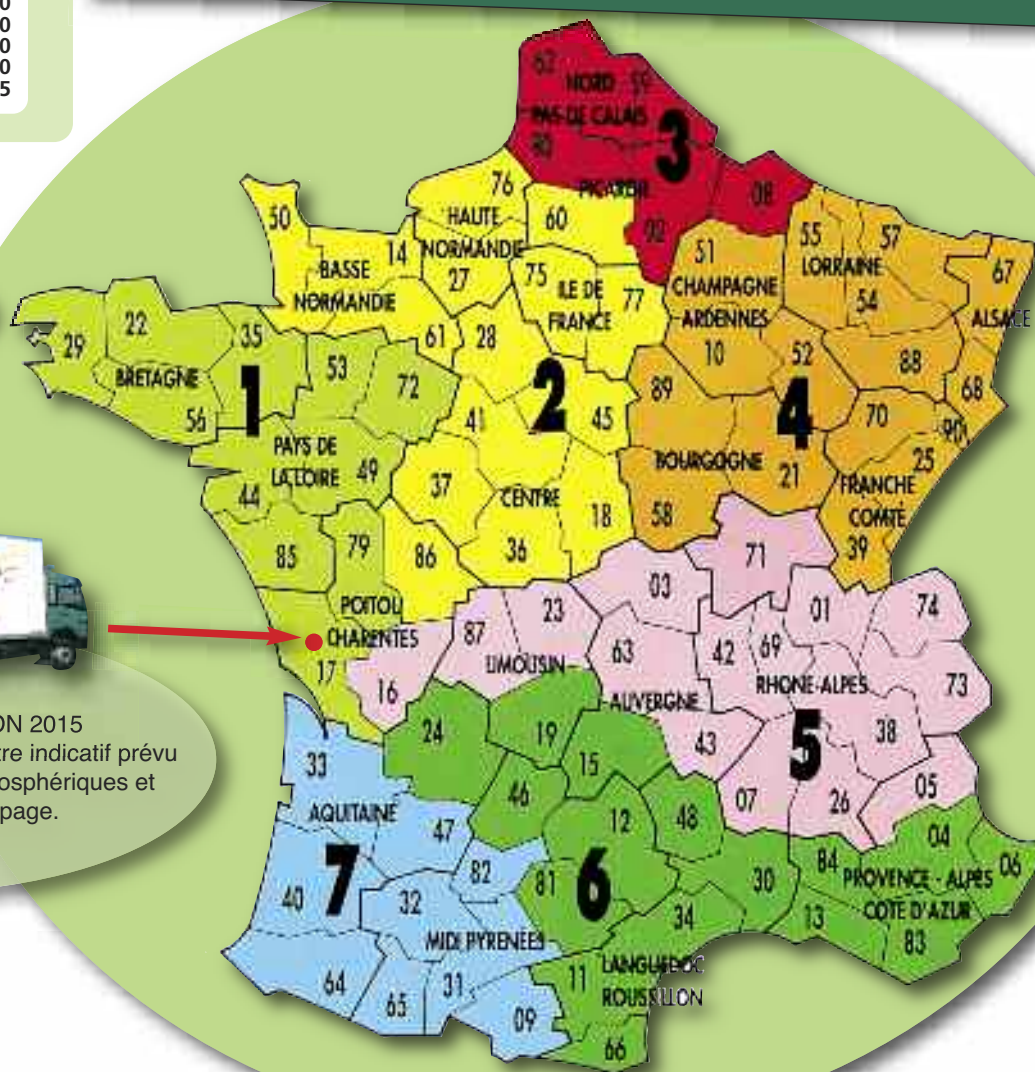 0
0
0
0
5
62
NORD 59
PAS DE CALAIS
80
3
PICARDIE
08
02
76
50
HAUTE
60
14
NORMANDIE
BASSE
27
NORMANDIE
75
ILE DE
FRANCE
77
51
CHAMPAGNE
ARDENNES
55
57
LORRAINE
54
67
ALSACE
22
29
35
BRETAGNE
56
1
53
72
61
28
2
41
45
89
10
52
88
68
4
70
90
25
PAYS DE
LA LOIRE
49
44
37
CENTRE
18
BOURGOGNE
21
58
FRANCHE
COMTÉ
39
85
79
86
36
71
POITOU
CHARENTES
17
16
87
23
LIMOUSIN
03
63
AUVERGNE
42
69
01
74
RHONE-ALPES
73
38
5
43
07
26
05
ON 2015
tre indicatif prévu
osphériques et
page.
33
24
19
15
AQUITAINE
47
46
12
48
7
82
81
6
30
84
04
06
PROVENCE - ALPES
COTE D'AZUR
13
83
40
32
34
MIDI PYRENÉES
64
65
31
09
11
LANGUEDOC
ROUSSILLON
66